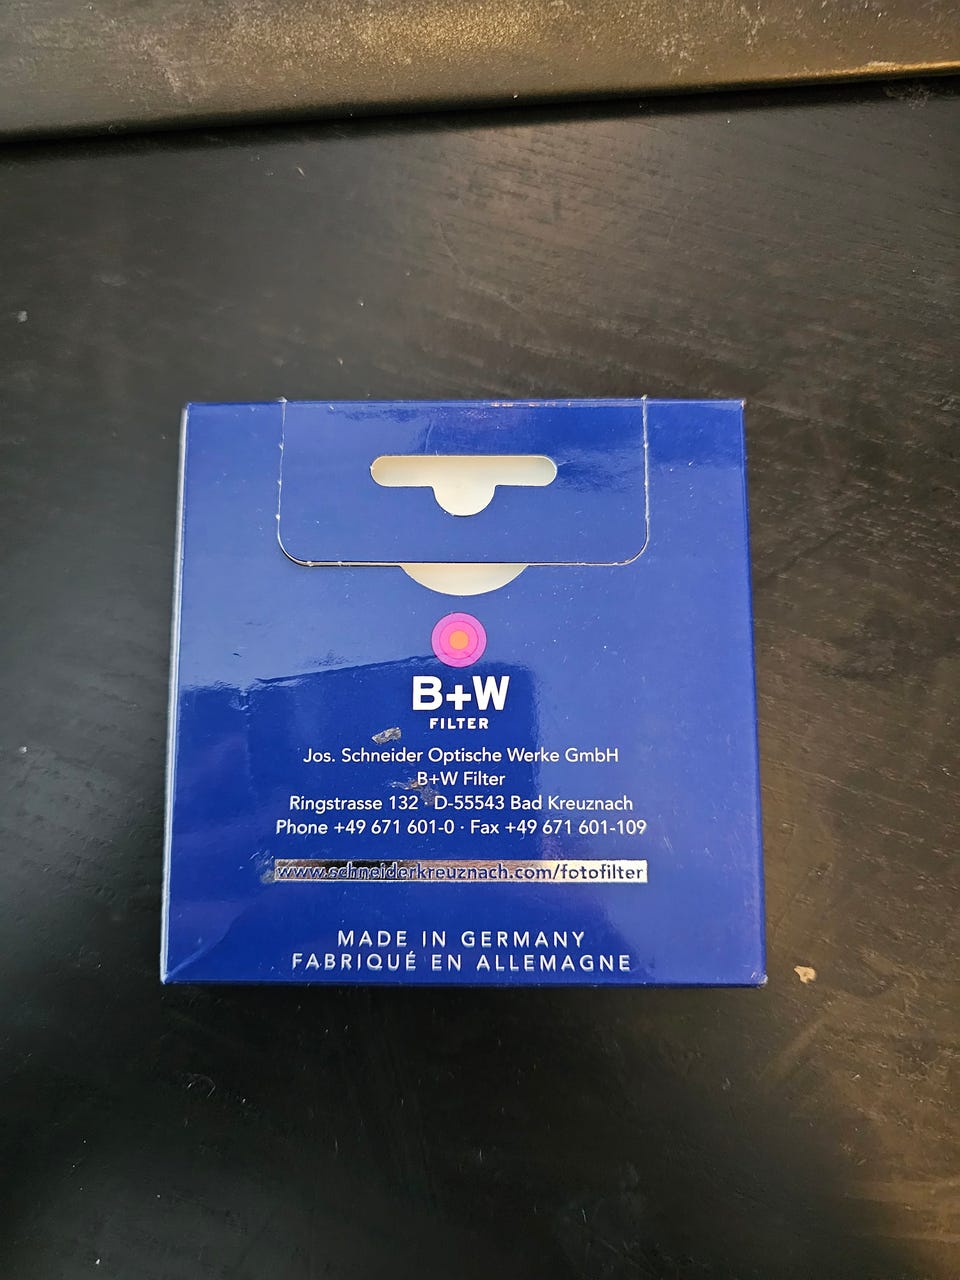 B+W
FILTER
Jos. Schneider Optische Werke GmbH
B+W Filter
Ringstrasse 132 · D-55543 Bad Kreuznach
Phone +49 671 601-0 · Fax +49 671 601-109
www.schneiderkreuznach.com/fotofilter
MADE IN GERMANY
FABRIQUÉ EN ALLEMAGNE